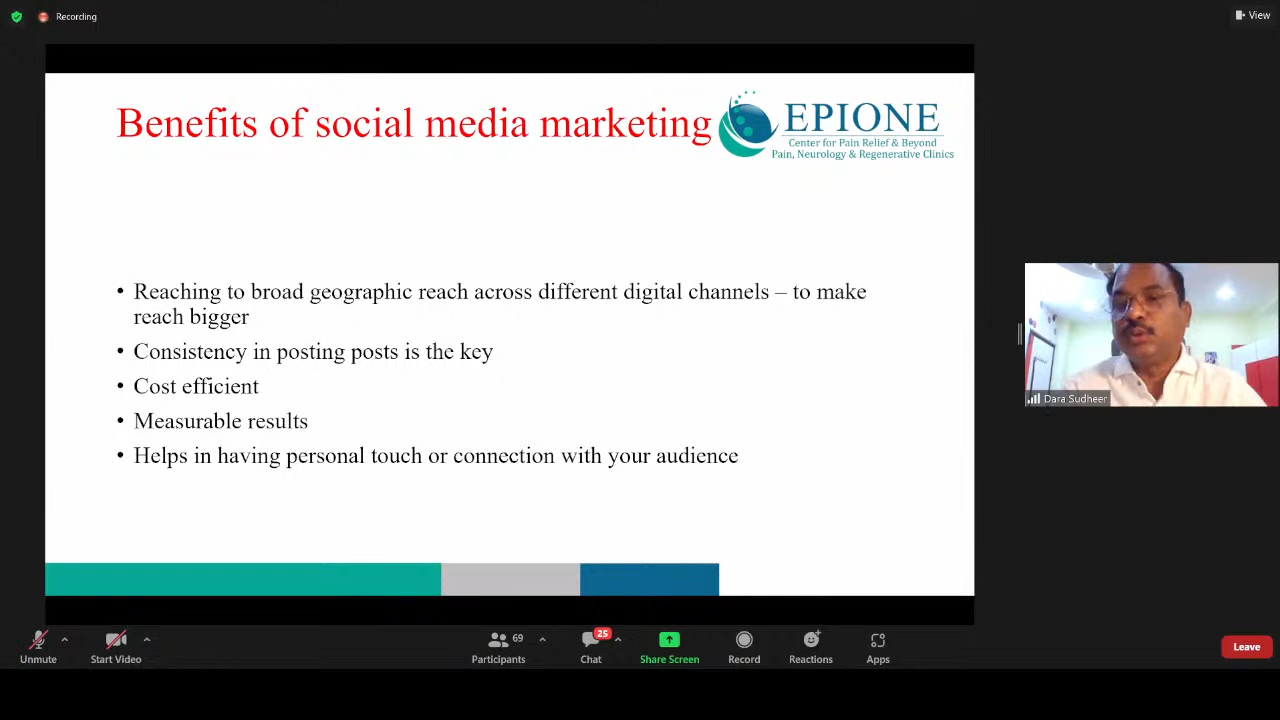 Recording
View
Benefits of social media marketing
EPIONE
Center for Pain Relief & Beyond
Pain, Neurology & Regenerative Clinics
• Reaching to broad geographic reach across different digital channels – to make
reach bigger
• Consistency in posting posts is the key
• Cost efficient
• Measurable results
• Helps in having personal touch or connection with your audience
Dara Sudheer
Unmute
Start Video
69
Participants
25
Chat
Share Screen
Record
Reactions
Apps
Leave